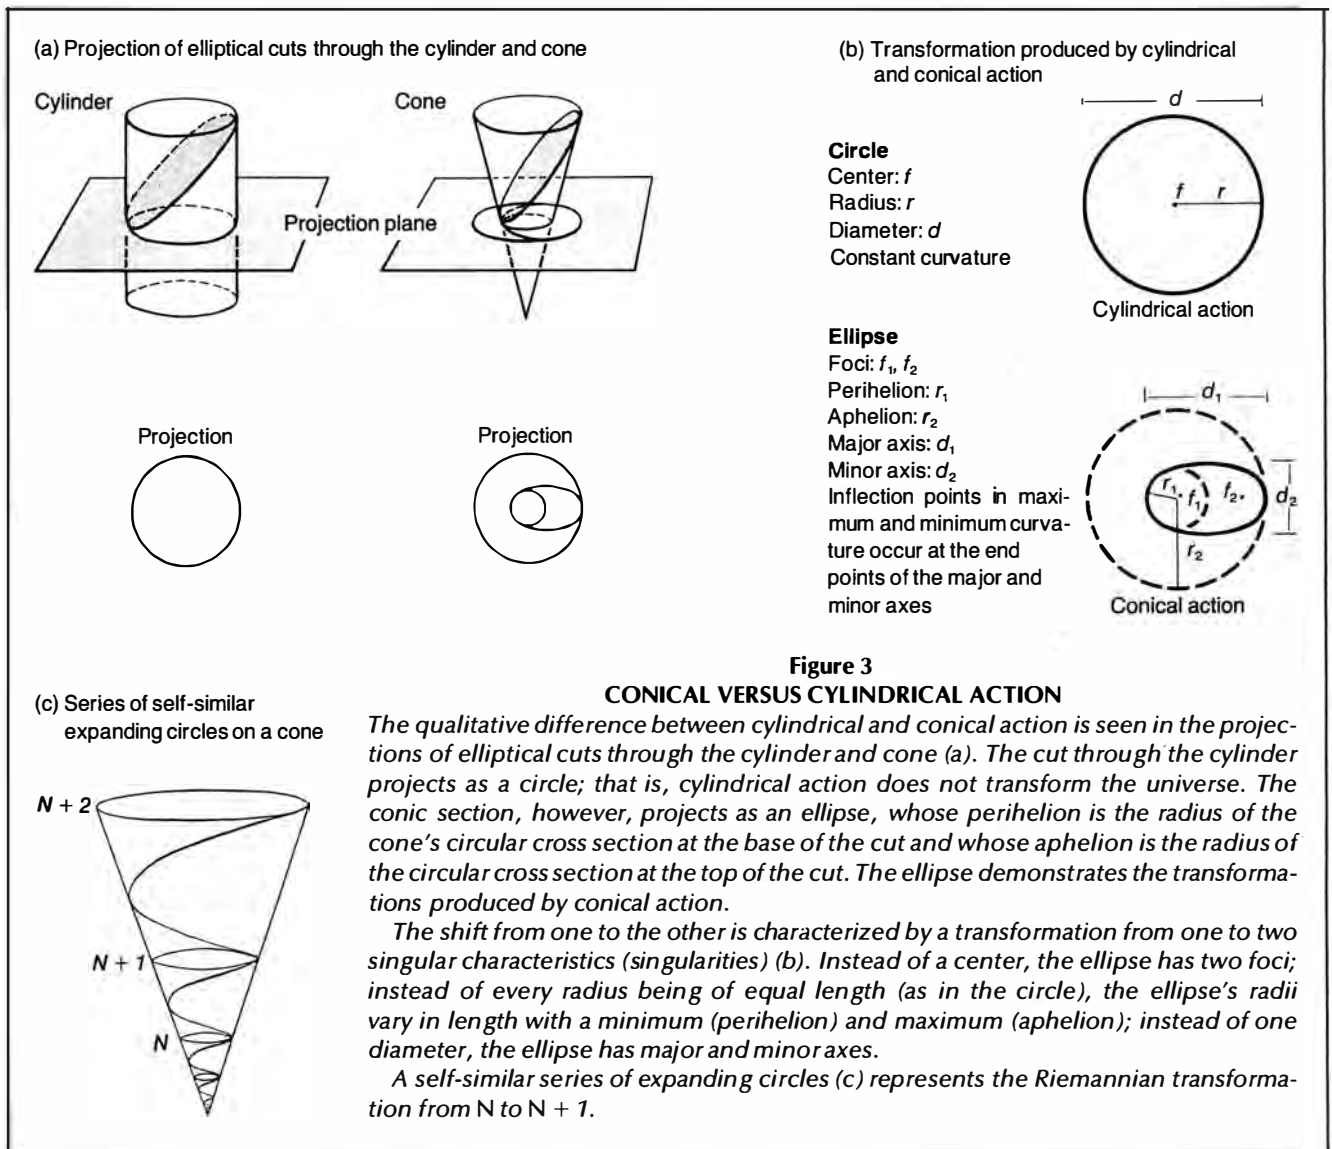 (a) Projection of elliptical cuts through the cylinder and cone
Cylinder
Cone
Projection plane
Projection
Projection
(b) Transformation produced by cylindrical
and conical action
Circle
Center: f
Radius: r
Diameter: d
Constant curvature
d
f
r
Cylindrical action
Ellipse
Foci: f₁, f₂
Perihelion: r₁
Aphelion: r₂
Major axis: d₁
Minor axis: d₂
Inflection points in maxi-
mum and minimum curva-
ture occur at the end
points of the major and
minor axes
d₁
r₁
f₁
f₂
d₂
r₂
Conical action
(c) Series of self-similar
expanding circles on a cone
N + 2
N + 1
N
Figure 3
CONICAL VERSUS CYLINDRICAL ACTION
The qualitative difference between cylindrical and conical action is seen in the projec-
tions of elliptical cuts through the cylinder and cone (a). The cut through the cylinder
projects as a circle; that is, cylindrical action does not transform the universe. The
conic section, however, projects as an ellipse, whose perihelion is the radius of the
cone's circular cross section at the base of the cut and whose aphelion is the radius of
the circular cross section at the top of the cut. The ellipse demonstrates the transforma-
tions produced by conical action.
The shift from one to the other is characterized by a transformation from one to two
singular characteristics (singularities) (b). Instead of a center, the ellipse has two foci;
instead of every radius being of equal length (as in the circle), the ellipse's radii
vary in length with a minimum (perihelion) and maximum (aphelion); instead of one
diameter, the ellipse has major and minor axes.
A self-similar series of expanding circles (c) represents the Riemannian transforma-
tion from N to N + 1.